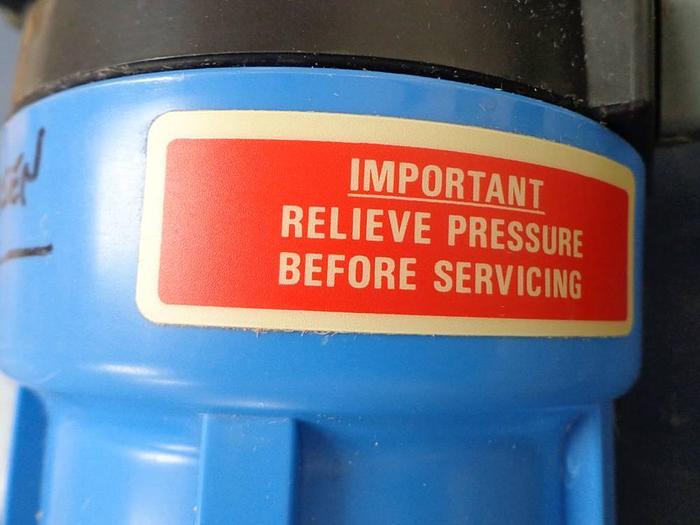 IMPORTANT
RELIEVE PRESSURE
BEFORE SERVICING